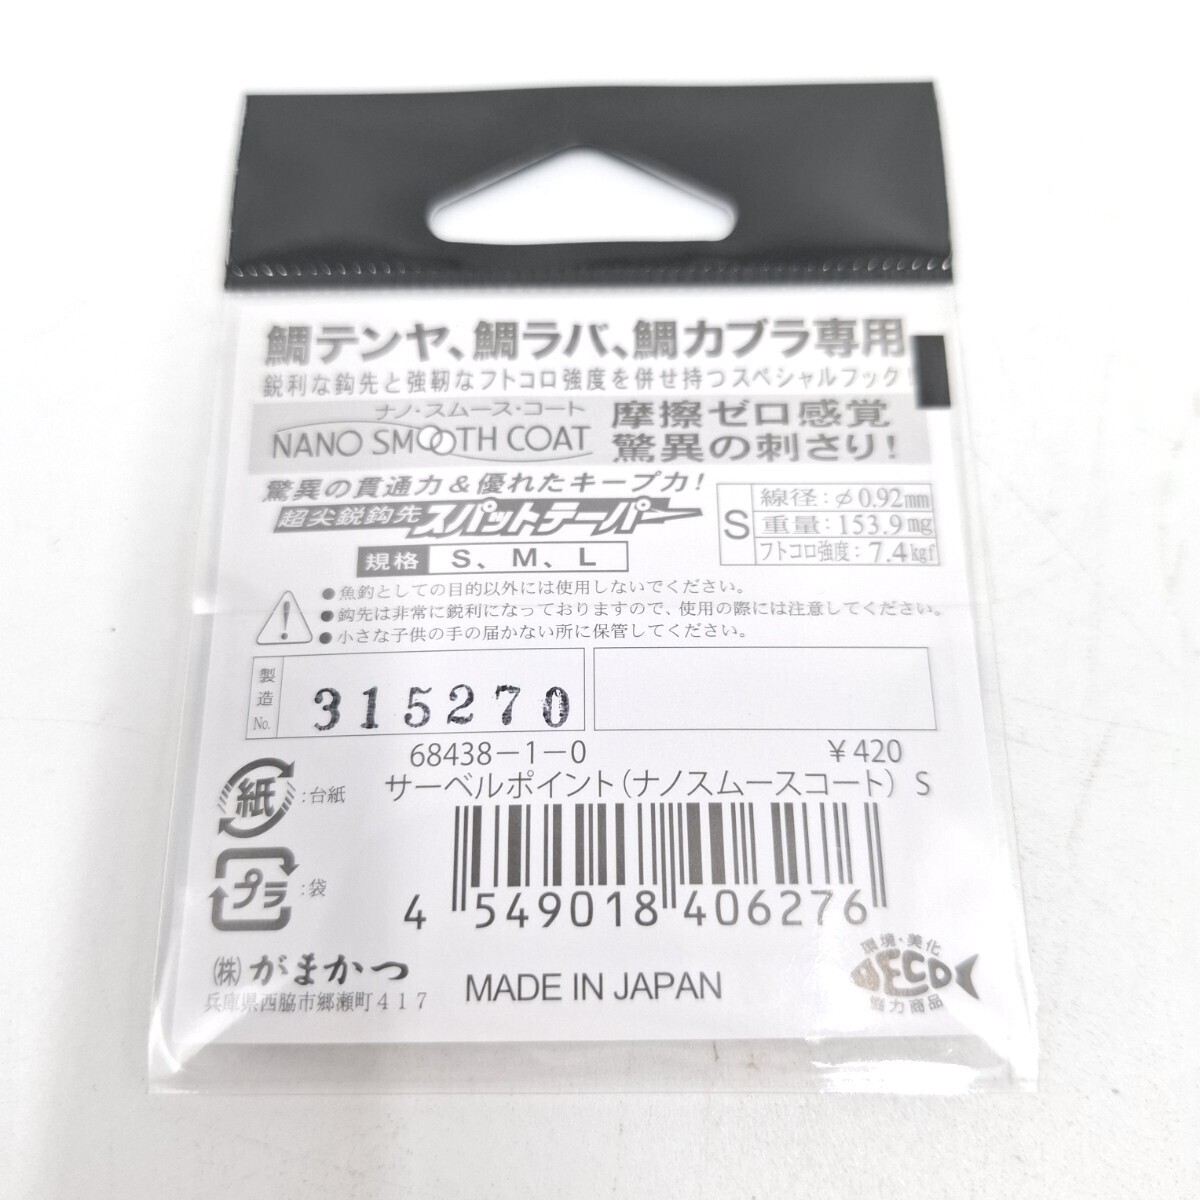 鯛テンヤ、鯛ラバ、鯛カブラ専用
鋭利な鈎先と強靭なフトコロ強度を併せ持つスペシャルフック!
ナノ・スムース・コート
NANO SMOOTH COAT
摩擦ゼロ感覚
驚異の刺さり!
驚異の貫通力&優れたキープ力!
超尖鋭鈎先 スパットテーパー
規格 S、M、L
S
線径:φ0.92mm
重量:153.9mg
フトコロ強度:7.4kgf
●魚釣としての目的以外には使用しないでください。
●鈎先は非常に鋭利になっておりますので、使用の際には注意してください。
●小さな子供の手の届かない所に保管してください。
製造No. 315270
68438-1-0 ¥420
サーベルポイント(ナノスムースコート) S
紙:台紙
プラ:袋
4 549018 406276
(株)がまかつ
兵庫県西脇市郷瀬町417
MADE IN JAPAN
環境・美化
ECO
協力商品